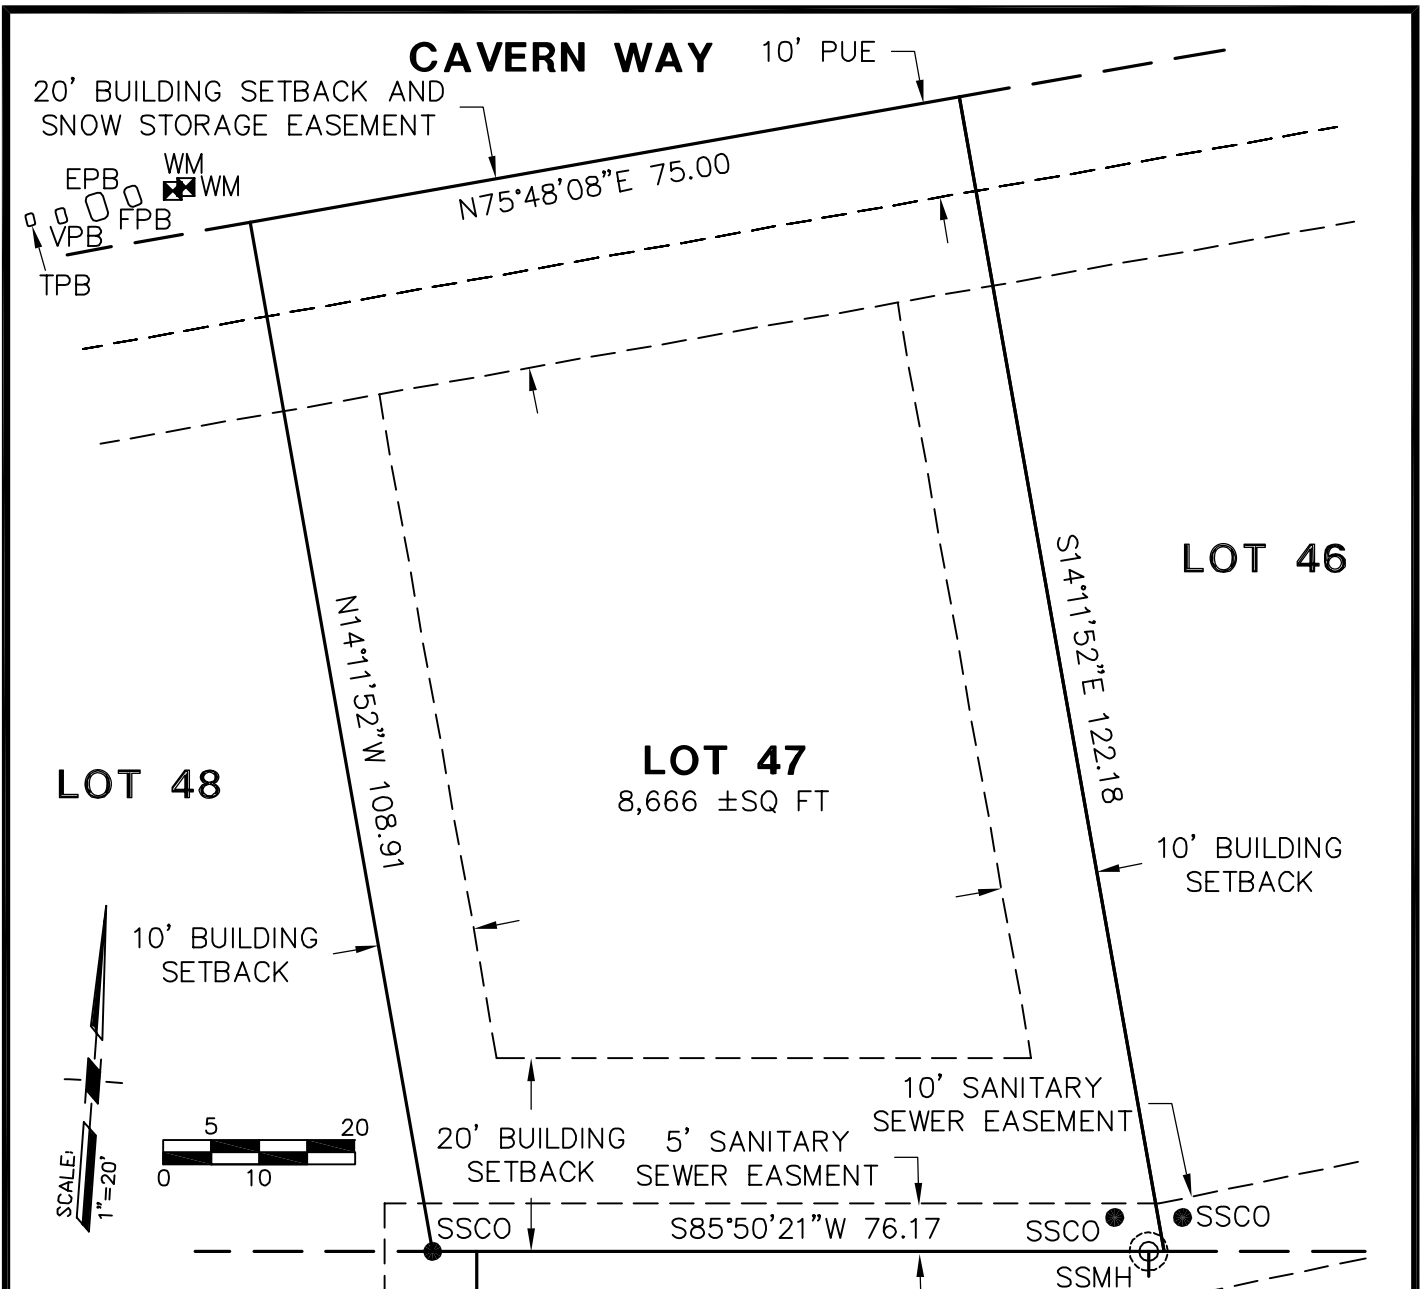 CAVERN WAY
10' PUE
20' BUILDING SETBACK AND
SNOW STORAGE EASEMENT
N75°48'08"E 75.00
WM
WM
EPB
FPB
VPB
TPB
LOT 46
S14°11'52"E 122.18
N14°11'52"W 108.91
LOT 47
8,666 ±SQ FT
LOT 48
10' BUILDING
SETBACK
10' BUILDING
SETBACK
10' SANITARY
SEWER EASEMENT
20' BUILDING
SETBACK
5' SANITARY
SEWER EASMENT
SCALE:
1"=20'
5 20
0 10
SSCO
S85°50'21"W 76.17
SSCO
SSCO
SSMH